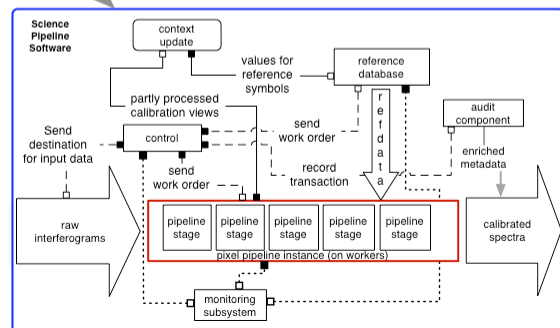 Science
Pipeline
Software
context
update
values for
reference
symbols
reference
database
partly processed
calibration views
refdata
audit
component
Send
destination
for input data
control
send
work order
enriched
metadata
send
work order
record
transaction
raw
interferograms
pipeline
stage
pipeline
stage
pipeline
stage
pipeline
stage
pipeline
stage
pixel pipeline instance (on workers)
calibrated
spectra
monitoring
subsystem